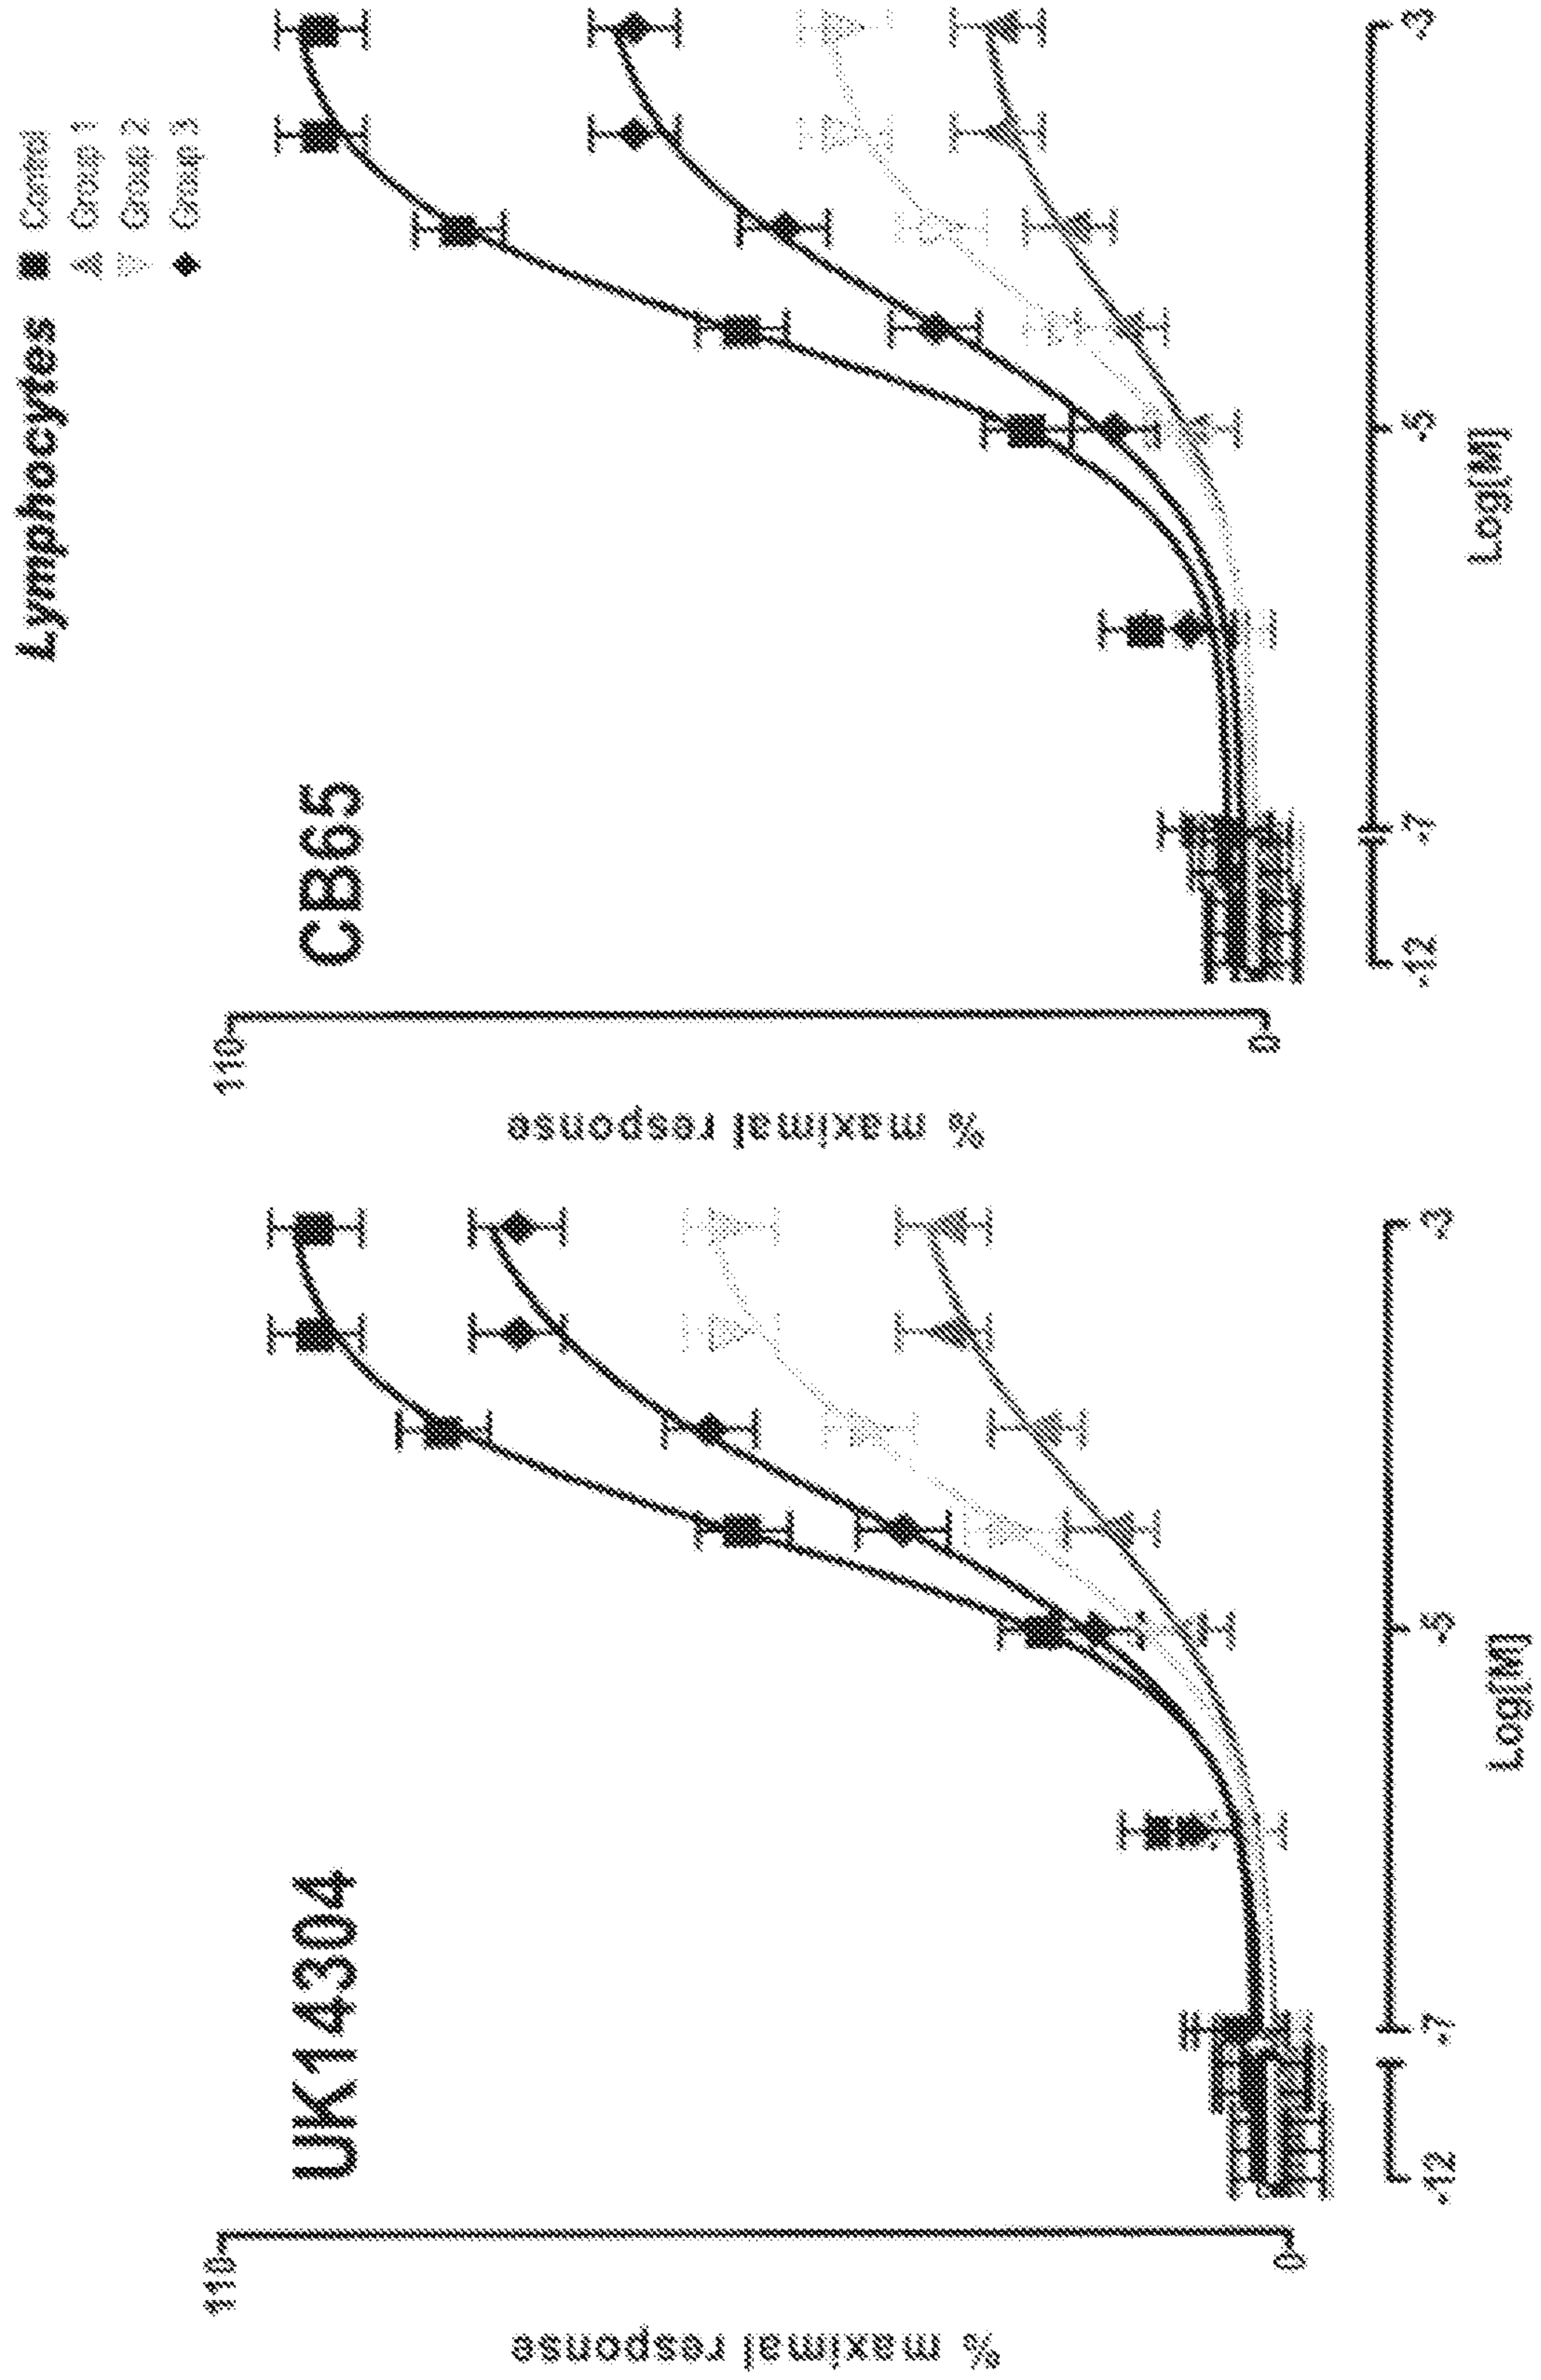 Lymphocytes
Control
Group 1
Group 2
Group 3
UK14304
110
% maximal response
0
-12
-7
-5
-3
Log[M]
CB65
110
% maximal response
0
-12
-7
-5
-3
Log[M]